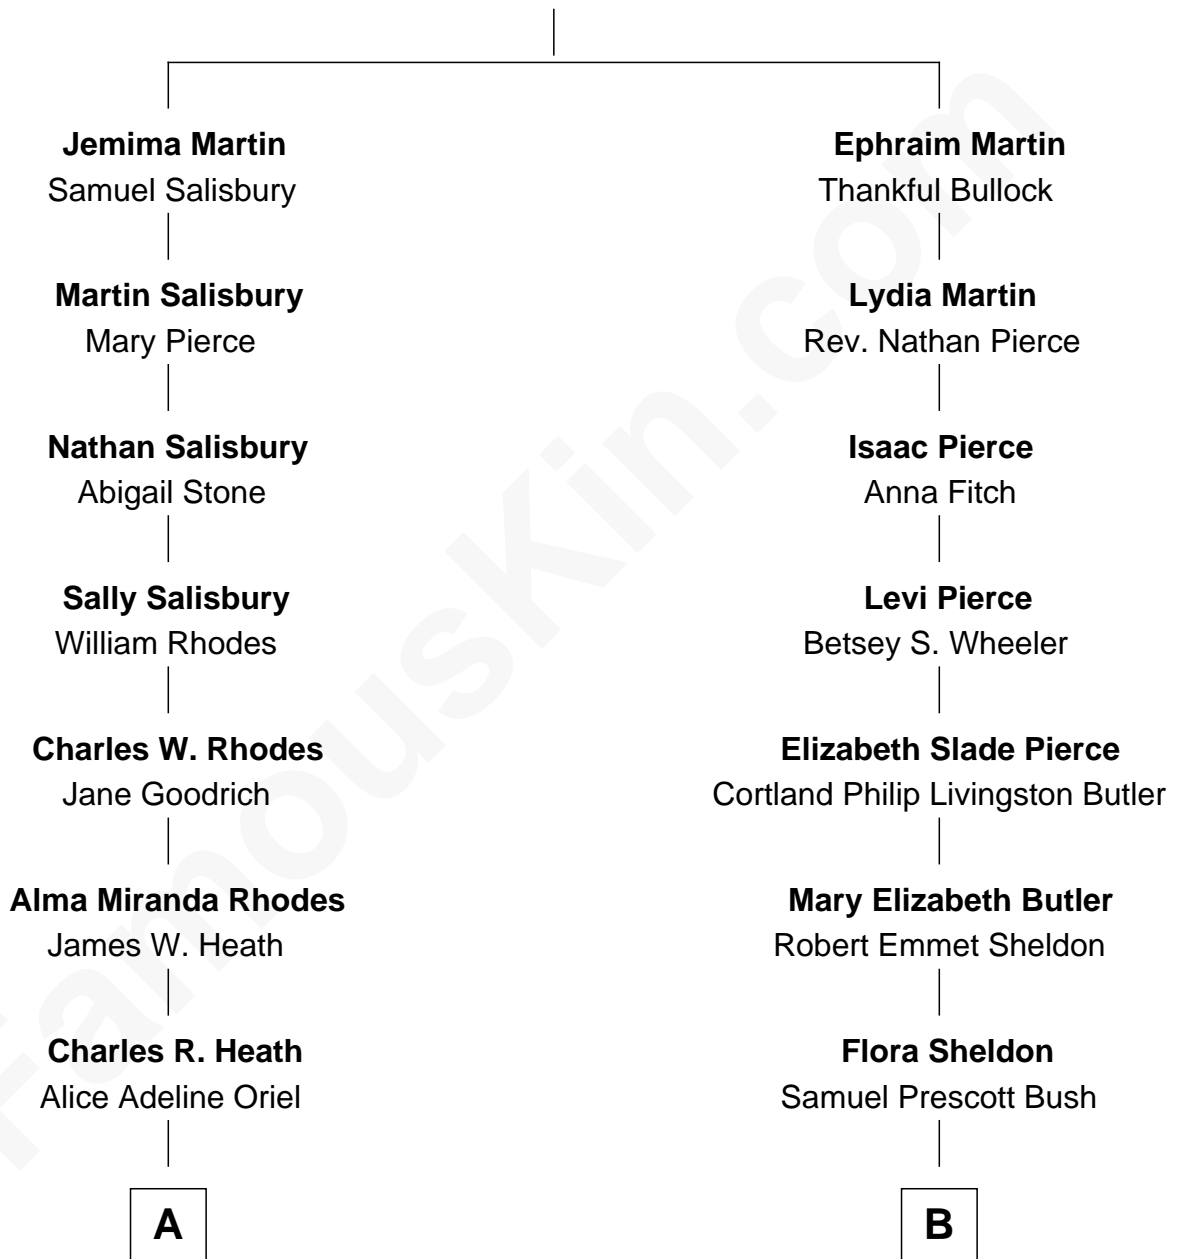 Jemima Martin
Samuel Salisbury
Martin Salisbury
Mary Pierce
Nathan Salisbury
Abigail Stone
Sally Salisbury
William Rhodes
Charles W. Rhodes
Jane Goodrich
Alma Miranda Rhodes
James W. Heath
Charles R. Heath
Alice Adeline Oriel
A
Ephraim Martin
Thankful Bullock
Lydia Martin
Rev. Nathan Pierce
Isaac Pierce
Anna Fitch
Levi Pierce
Betsey S. Wheeler
Elizabeth Slade Pierce
Cortland Philip Livingston Butler
Mary Elizabeth Butler
Robert Emmet Sheldon
Flora Sheldon
Samuel Prescott Bush
B
FamousKin.com